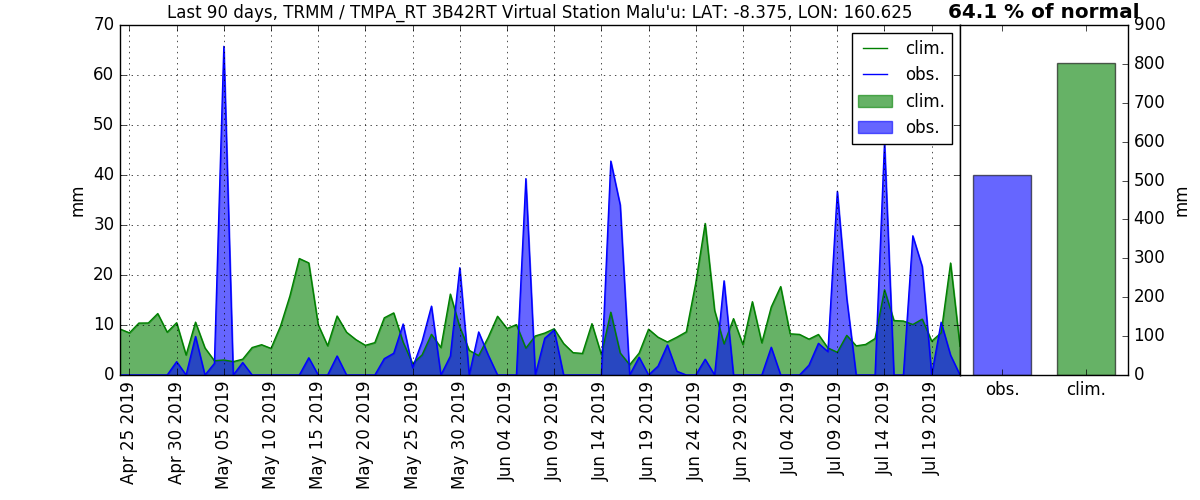 Last 90 days, TRMM / TMPA_RT 3B42RT Virtual Station Malu'u: LAT: -8.375, LON: 160.625
64.1 % of normal
70
60
50
40
30
20
10
0
mm
clim.
obs.
clim.
obs.
900
800
700
600
500
400
300
200
100
0
mm
Apr 25 2019
Apr 30 2019
May 05 2019
May 10 2019
May 15 2019
May 20 2019
May 25 2019
May 30 2019
Jun 04 2019
Jun 09 2019
Jun 14 2019
Jun 19 2019
Jun 24 2019
Jun 29 2019
Jul 04 2019
Jul 09 2019
Jul 14 2019
Jul 19 2019
obs.
clim.